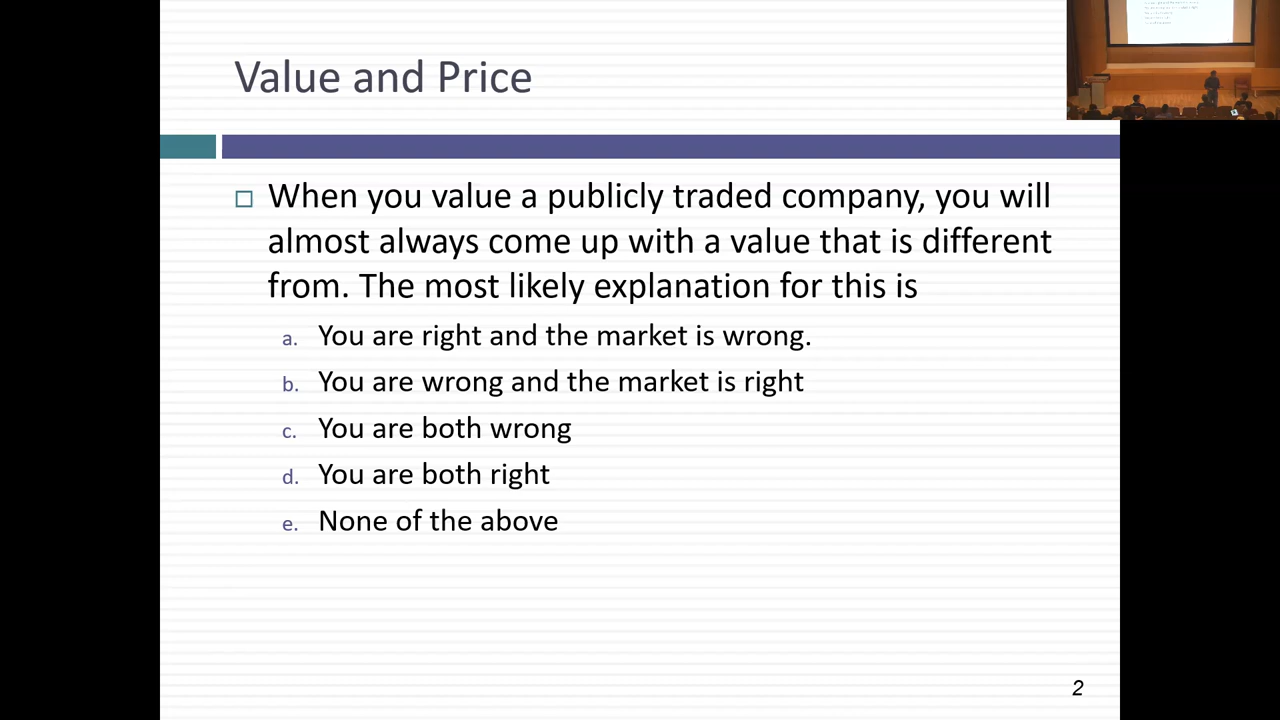 Value and Price
When you value a publicly traded company, you will
almost always come up with a value that is different
from. The most likely explanation for this is
a. You are right and the market is wrong.
b. You are wrong and the market is right
c. You are both wrong
d. You are both right
e. None of the above
2